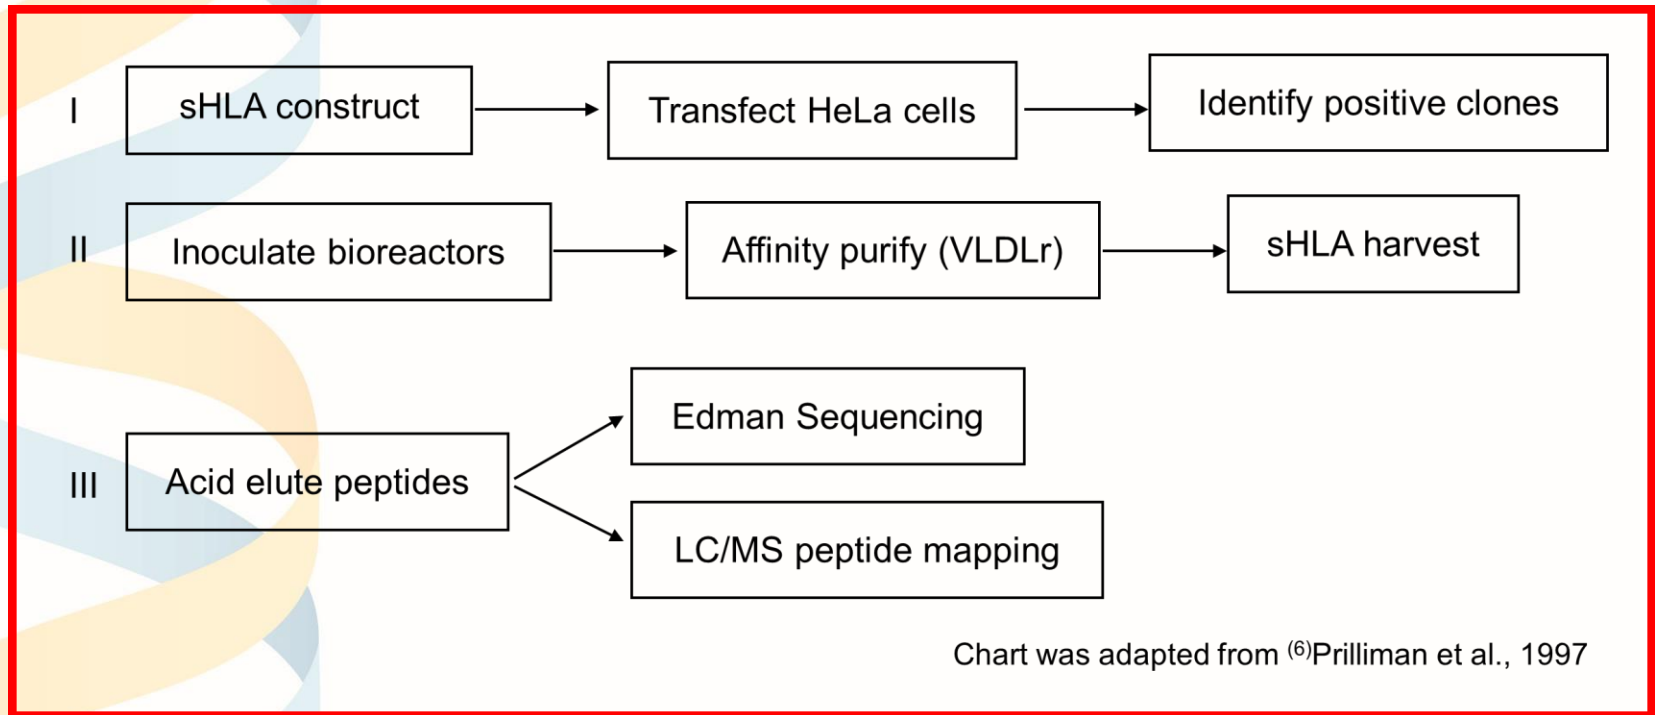 I
sHLA construct
Transfect HeLa cells
Identify positive clones
II
Inoculate bioreactors
Affinity purify (VLDLr)
sHLA harvest
III
Acid elute peptides
Edman Sequencing
LC/MS peptide mapping
Chart was adapted from (6)Prilliman et al., 1997